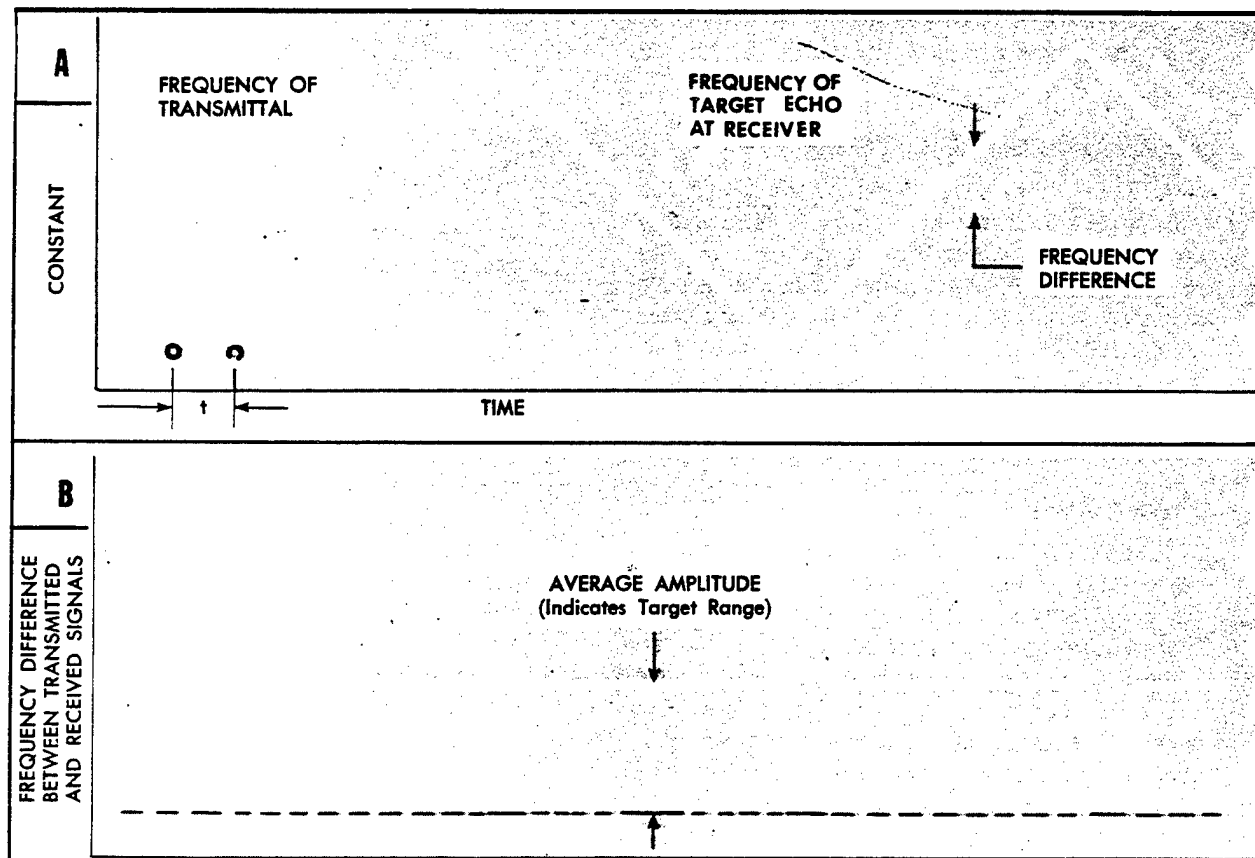 A
CONSTANT
FREQUENCY OF
TRANSMITTAL
FREQUENCY OF
TARGET ECHO
AT RECEIVER
FREQUENCY
DIFFERENCE
O C
t
TIME
B
FREQUENCY DIFFERENCE
BETWEEN TRANSMITTED
AND RECEIVED SIGNALS
AVERAGE AMPLITUDE
(Indicates Target Range)